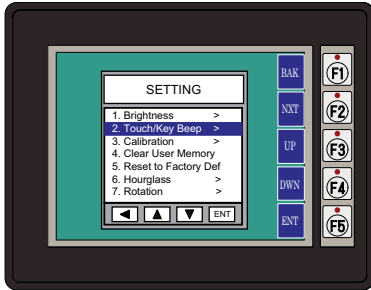 SETTING
1. Brightness >
2. Touch/Key Beep >
3. Calibration >
4. Clear User Memory
5. Reset to Factory Def
6. Hourglass >
7. Rotation >
ENT
BAK
NXT
UP
DWN
ENT
F1
F2
F3
F4
F5